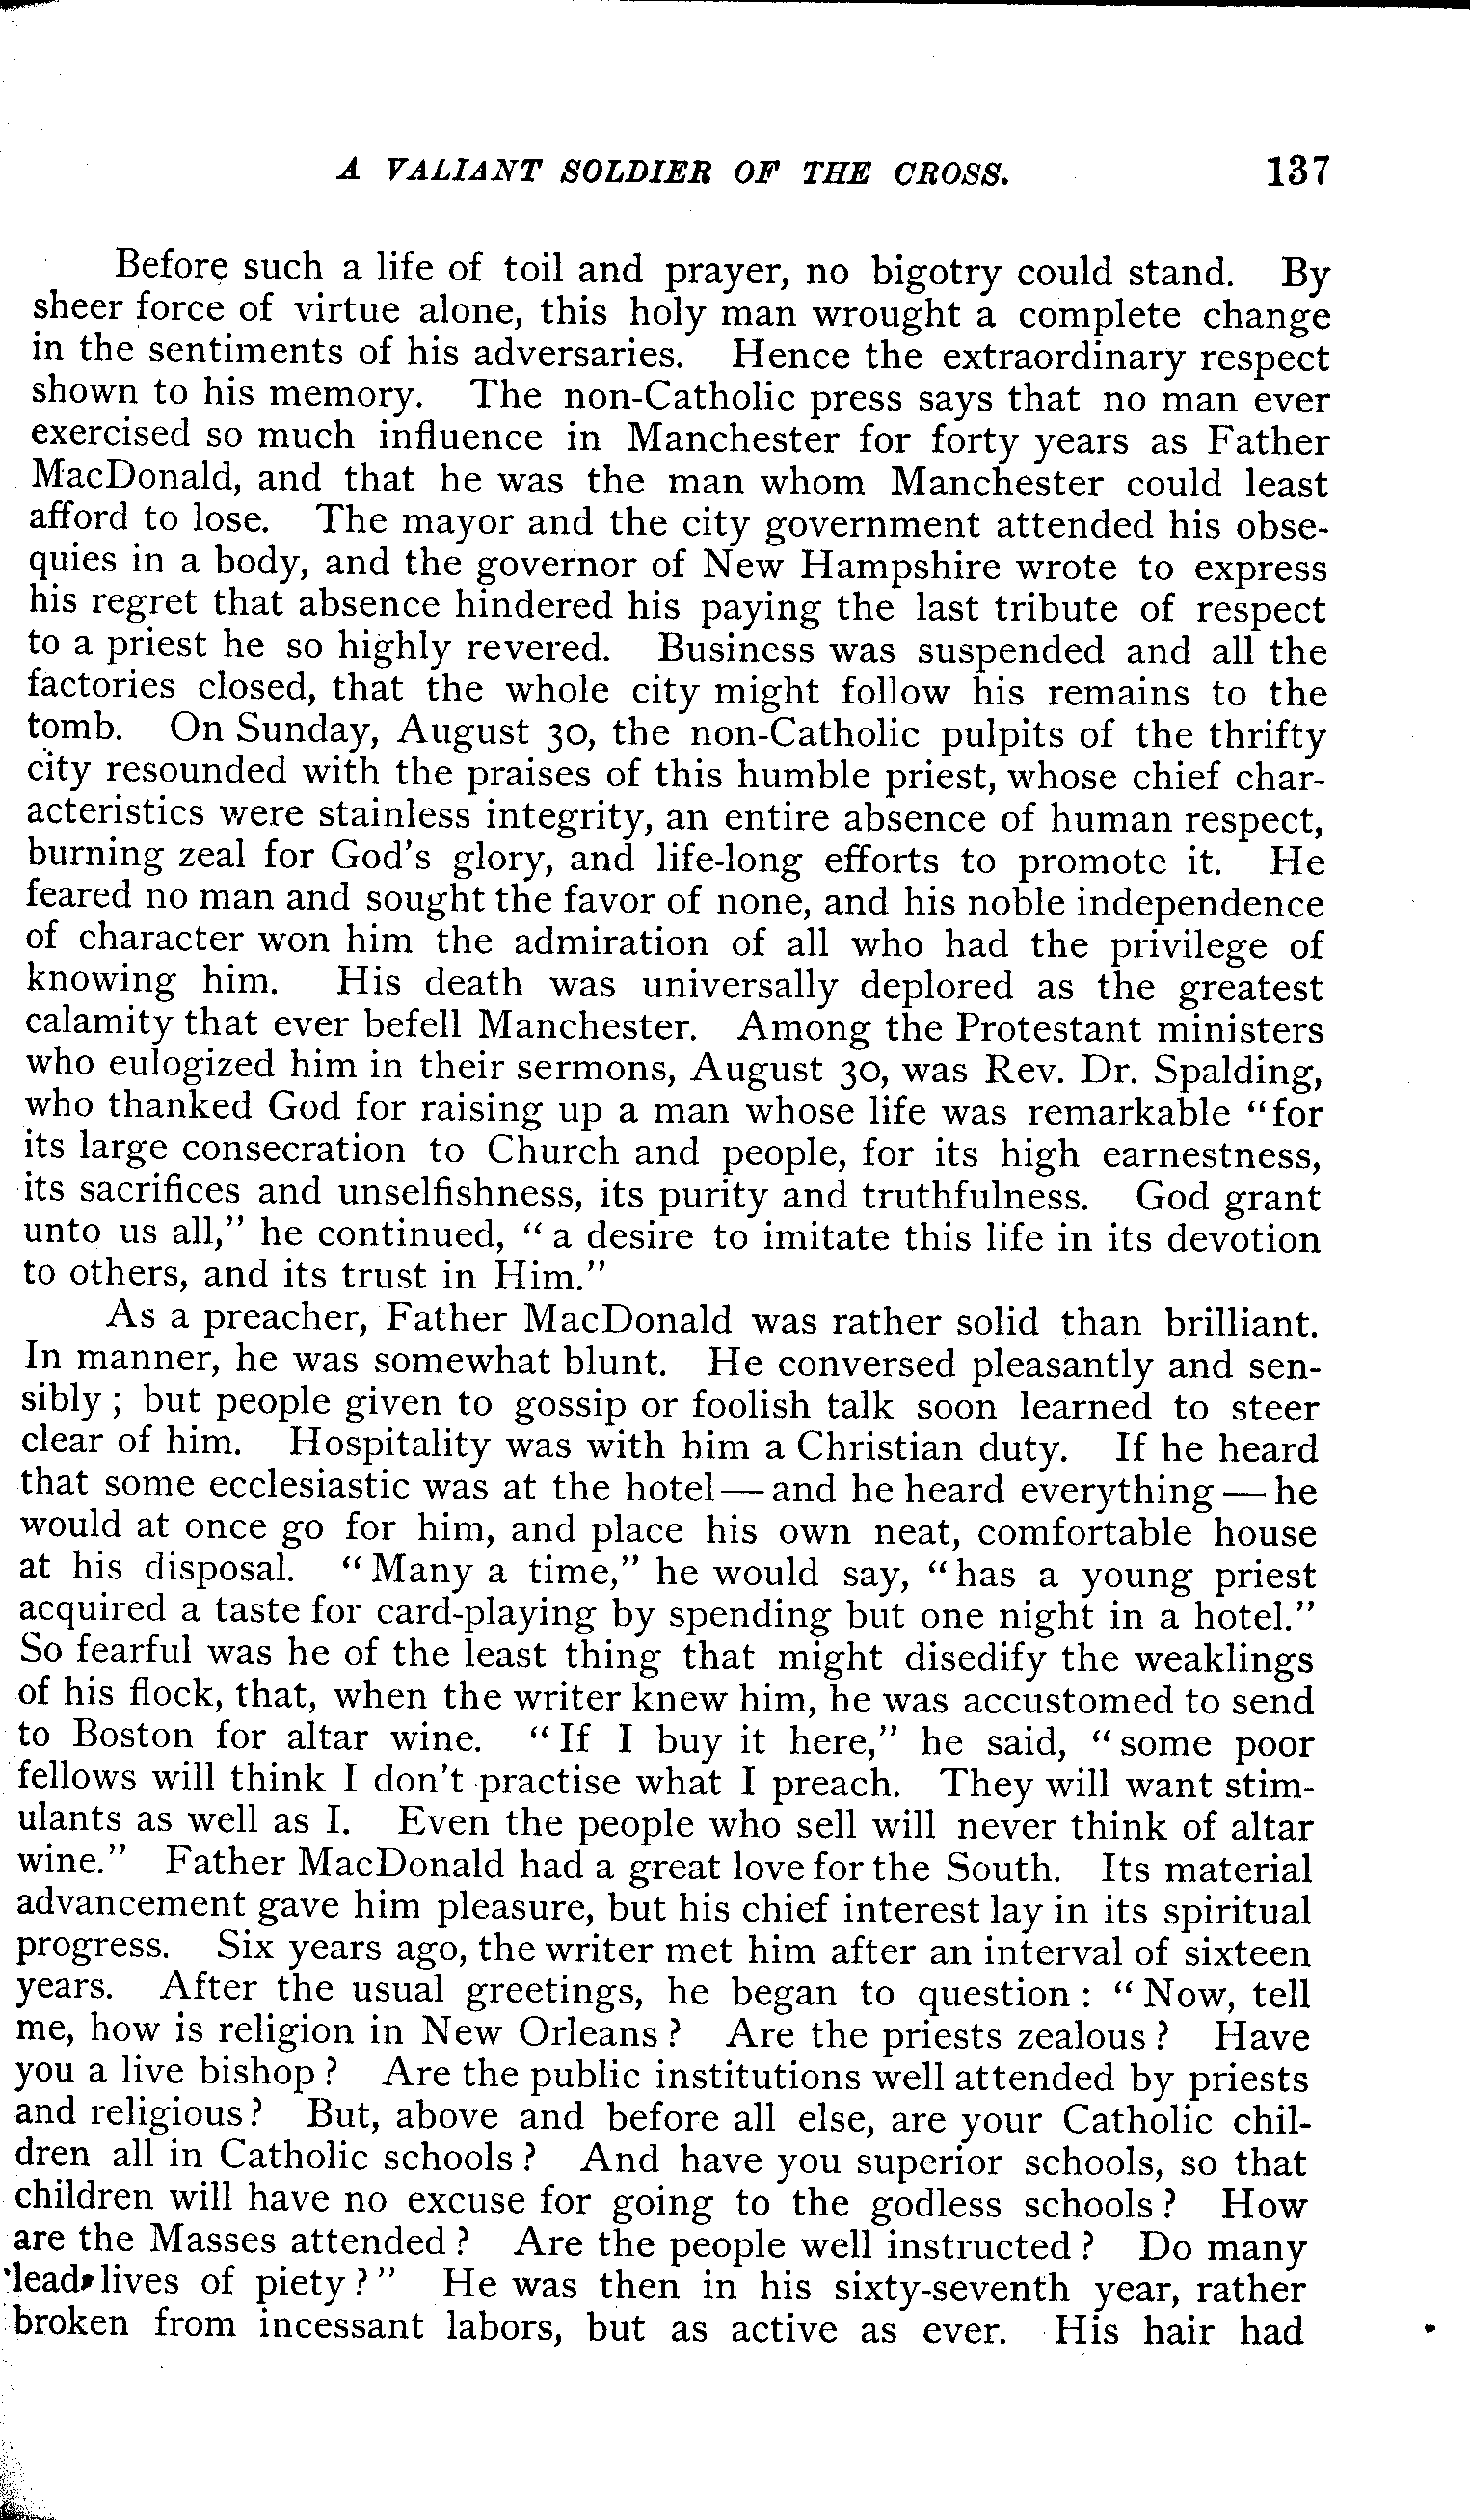 A VALIANT SOLDIER OF THE CROSS. 137
Before such a life of toil and prayer, no bigotry could stand. By
sheer force of virtue alone, this holy man wrought a complete change
in the sentiments of his adversaries. Hence the extraordinary respect
shown to his memory. The non-Catholic press says that no man ever
exercised so much influence in Manchester for forty years as Father
MacDonald, and that he was the man whom Manchester could least
afford to lose. The mayor and the city government attended his obse-
quies in a body, and the governor of New Hampshire wrote to express
his regret that absence hindered his paying the last tribute of respect
to a priest he so highly revered. Business was suspended and all the
factories closed, that the whole city might follow his remains to the
tomb. On Sunday, August 30, the non-Catholic pulpits of the thrifty
city resounded with the praises of this humble priest, whose chief char-
acteristics were stainless integrity, an entire absence of human respect,
burning zeal for God's glory, and life-long efforts to promote it. He
feared no man and sought the favor of none, and his noble independence
of character won him the admiration of all who had the privilege of
knowing him. His death was universally deplored as the greatest
calamity that ever befell Manchester. Among the Protestant ministers
who eulogized him in their sermons, August 30, was Rev. Dr. Spalding,
who thanked God for raising up a man whose life was remarkable "for
its large consecration to Church and people, for its high earnestness,
its sacrifices and unselfishness, its purity and truthfulness. God grant
unto us all," he continued, "a desire to imitate this life in its devotion
to others, and its trust in Him."
As a preacher, Father MacDonald was rather solid than brilliant.
In manner, he was somewhat blunt. He conversed pleasantly and sen-
sibly; but people given to gossip or foolish talk soon learned to steer
clear of him. Hospitality was with him a Christian duty. If he heard
that some ecclesiastic was at the hotel—and he heard everything—he
would at once go for him, and place his own neat, comfortable house
at his disposal. "Many a time," he would say, "has a young priest
acquired a taste for card-playing by spending but one night in a hotel."
So fearful was he of the least thing that might disedify the weaklings
of his flock, that, when the writer knew him, he was accustomed to send
to Boston for altar wine. "If I buy it here," he said, "some poor
fellows will think I don't practise what I preach. They will want stim-
ulants as well as I. Even the people who sell will never think of altar
wine." Father MacDonald had a great love for the South. Its material
advancement gave him pleasure, but his chief interest lay in its spiritual
progress. Six years ago, the writer met him after an interval of sixteen
years. After the usual greetings, he began to question: "Now, tell
me, how is religion in New Orleans? Are the priests zealous? Have
you a live bishop? Are the public institutions well attended by priests
and religious? But, above and before all else, are your Catholic chil-
dren all in Catholic schools? And have you superior schools, so that
children will have no excuse for going to the godless schools? How
are the Masses attended? Are the people well instructed? Do many
lead lives of piety?" He was then in his sixty-seventh year, rather
broken from incessant labors, but as active as ever. His hair had